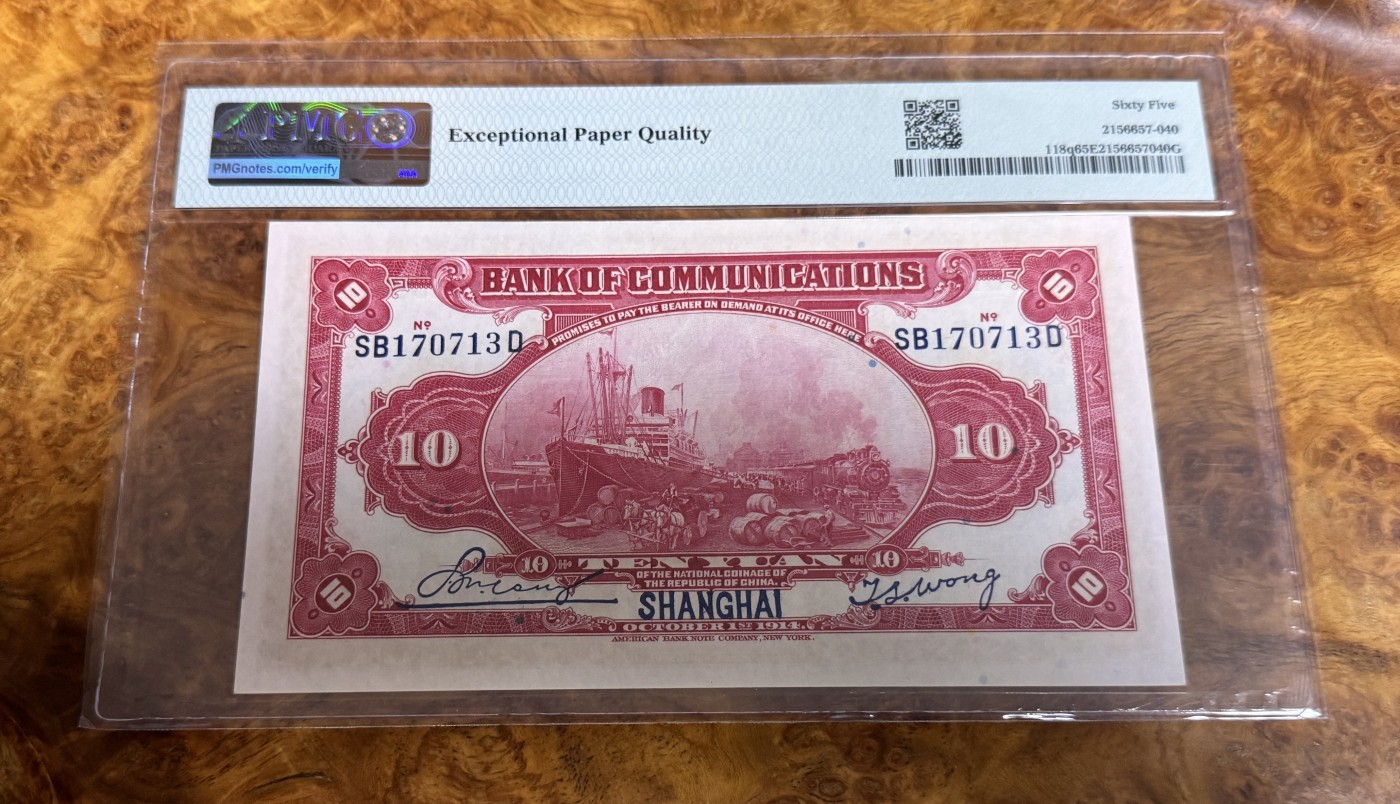 PMG
PMGnotes.com/verify
Exceptional Paper Quality
Sixty Five
2156657-040
118q65E2156657040G
BANK OF COMMUNICATIONS
PROMISES TO PAY THE BEARER ON DEMAND AT ITS OFFICE HERE
10
10
Nº
SB170713D
Nº
SB170713D
10
10
10 TEN YUAN 10
OF THE NATIONAL COINAGE OF
THE REPUBLIC OF CHINA.
10
10
T.S. Wong
SHANGHAI
OCTOBER 1ST 1914.
AMERICAN BANK NOTE COMPANY, NEW YORK.